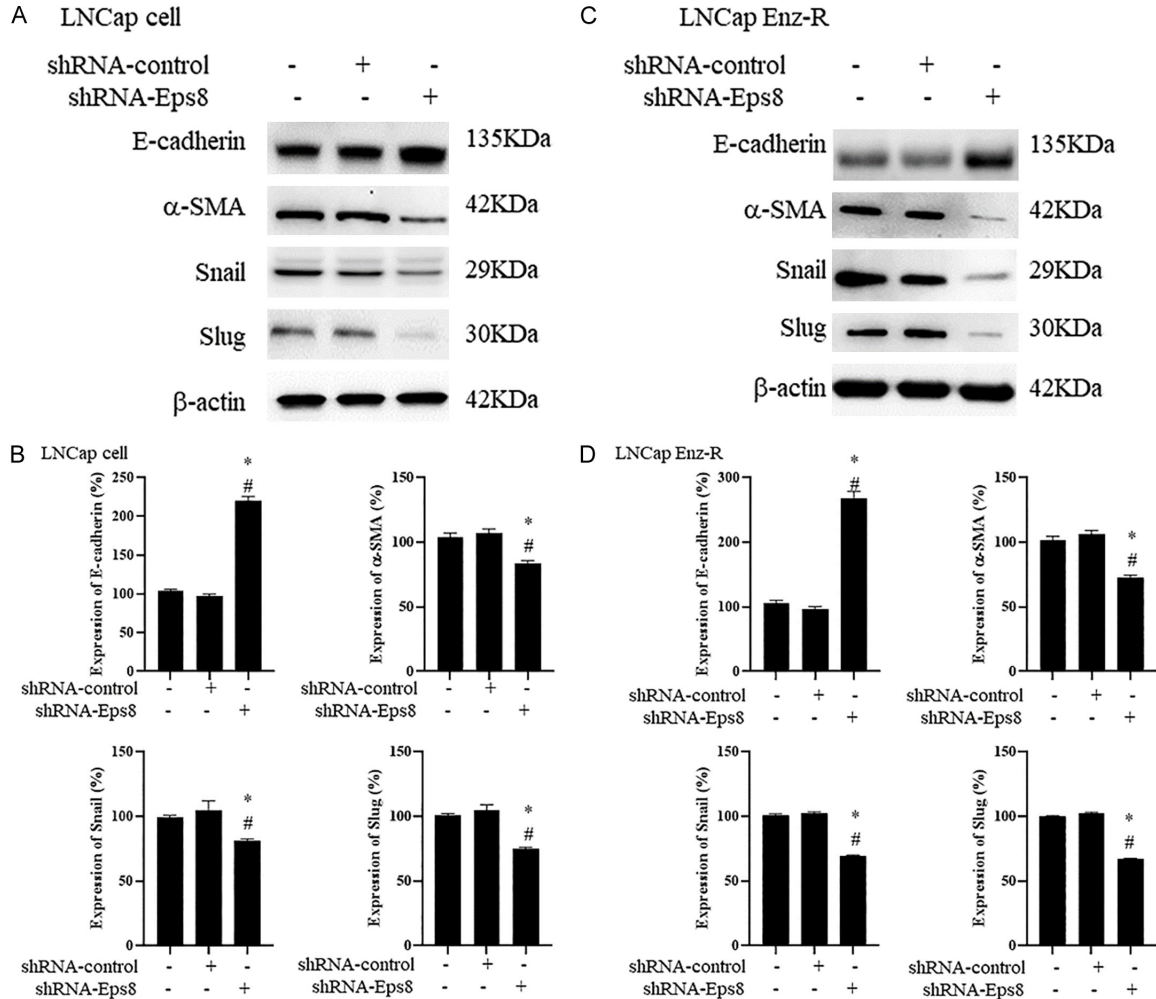 A LNCap cell
shRNA-control - + -
shRNA-Eps8 - - +
E-cadherin 135KDa
α-SMA 42KDa
Snail 29KDa
Slug 30KDa
β-actin 42KDa
C LNCap Enz-R
shRNA-control - + -
shRNA-Eps8 - - +
E-cadherin 135KDa
α-SMA 42KDa
Snail 29KDa
Slug 30KDa
β-actin 42KDa
B LNCap cell
Expression of E-cadherin (%)
250
200
150
100
50
0
*
#
shRNA-control - + -
shRNA-Eps8 - - +
Expression of α-SMA (%)
150
100
50
0
*
#
- + -
- - +
Expression of Snail (%)
150
100
50
0
*
#
shRNA-control - + -
shRNA-Eps8 - - +
Expression of Slug (%)
150
100
50
0
*
#
shRNA-control - + -
shRNA-Eps8 - - +
D LNCap Enz-R
Expression of E-cadherin (%)
300
200
100
0
*
#
shRNA-control - + -
shRNA-Eps8 - - +
Expression of α-SMA (%)
150
100
50
0
*
#
shRNA-control - + -
shRNA-Eps8 - - +
Expression of Snail (%)
150
100
50
0
*
#
shRNA-control - + -
shRNA-Eps8 - - +
Expression of Slug (%)
150
100
50
0
*
#
shRNA-control - + -
shRNA-Eps8 - - +